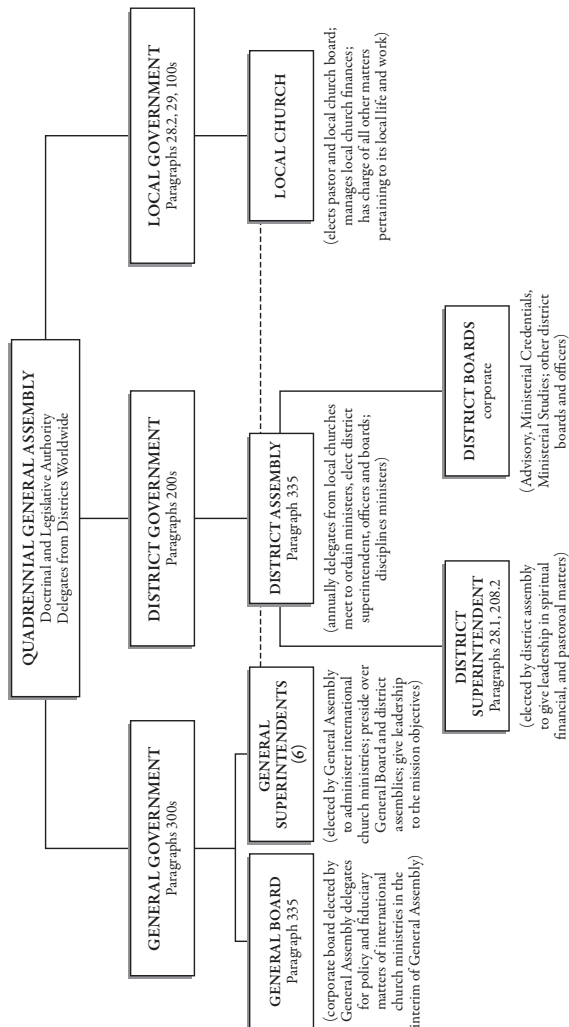 QUADRENNIAL GENERAL ASSEMBLY
Doctrinal and Legislative Authority
Delegates from Districts Worldwide
GENERAL GOVERNMENT
Paragraphs 300s
DISTRICT GOVERNMENT
Paragraphs 200s
LOCAL GOVERNMENT
Paragraphs 28.2, 29, 100s
GENERAL BOARD
Paragraph 335
(corporate board elected by
General Assembly delegates
for policy and fiduciary
matters of international
church ministries in the
interim of General Assembly)
GENERAL
SUPERINTENDENTS
(6)
(elected by General Assembly
to administer international
church ministries; preside over
General Board and district
assemblies; give leadership
to the mission objectives)
DISTRICT ASSEMBLY
Paragraph 335
(annually delegates from local churches
meet to ordain ministers, elect district
superintendent, officers and boards;
disciplines ministers)
LOCAL CHURCH
(elects pastor and local church board;
manages local church finances;
has charge of all other matters
pertaining to its local life and work)
DISTRICT
SUPERINTENDENT
Paragraphs 28.1, 208.2
(elected by district assembly
to give leadership in spiritual
financial, and pastoroal matters)
DISTRICT BOARDS
corporate
(Advisory, Ministerial Credentials,
Ministerial Studies; other district
boards and officers)